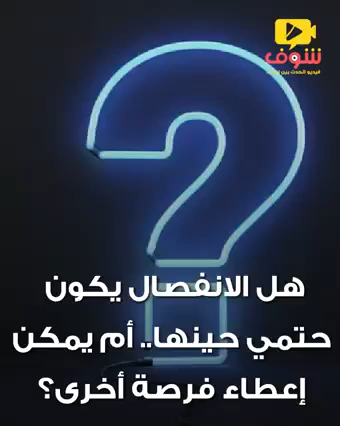 شوف
هل الانفصال يكون
حتمي حينها.. أم يمكن
إعطاء فرصة أخرى؟